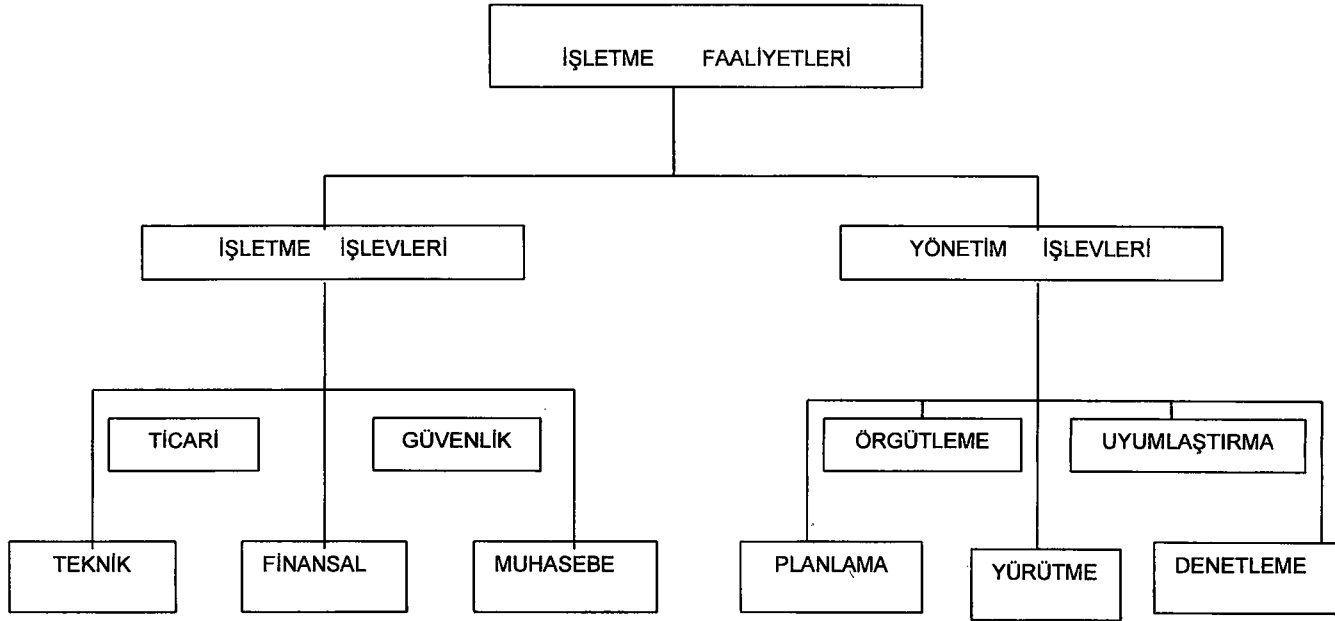 İŞLETME FAALİYETLERİ
İŞLETME İŞLEVLERİ
YÖNETİM İŞLEVLERİ
TİCARİ
GÜVENLİK
ÖRGÜTLEME
UYUMLAŞTIRMA
TEKNİK
FİNANSAL
MUHASEBE
PLANLAMA
YÜRÜTME
DENETLEME